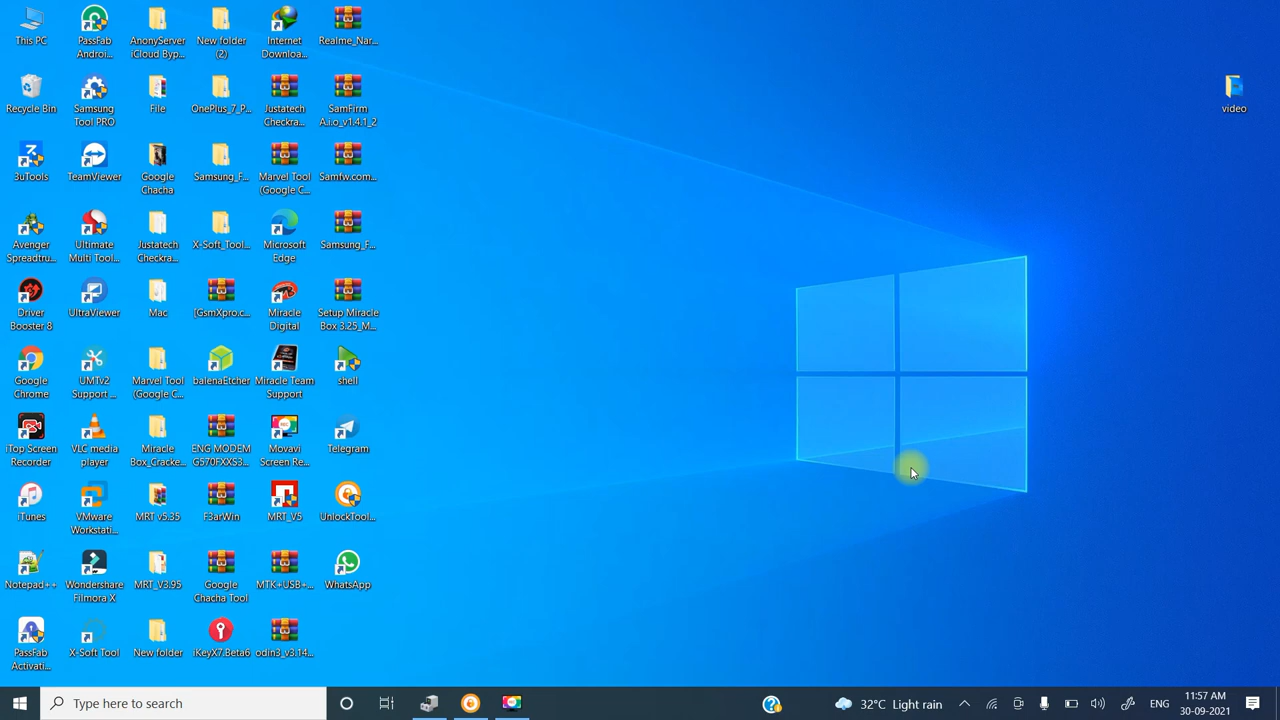 This PC
PassFab
Androi...
AnonyServer
iCloud Byp...
New folder
(2)
Internet
Downloa...
Realme_Nar...
Recycle Bin
Samsung
Tool PRO
File
OnePlus_7_P...
Justatech
Checkra...
SamFirm
A.i.o_v1.4.1_2
video
3uTools
TeamViewer
Google
Chacha
Samsung_F...
Marvel Tool
(Google C...
Samfw.com...
Avenger
Spreadtru...
Ultimate
Multi Tool...
Justatech
Checkra...
X-Soft_Tool...
Microsoft
Edge
Samsung_F...
Driver
Booster 8
UltraViewer
Mac
[GsmXpro.c...
Miracle
Digital
Setup Miracle
Box 3.25_M...
Google
Chrome
UMTv2
Support ...
Marvel Tool
(Google C...
balenaEtcher
Miracle Team
Support
shell
iTop Screen
Recorder
VLC media
player
Miracle
Box_Cracke...
ENG MODEM
G570FXXS3...
Movavi
Screen Re...
Telegram
iTunes
VMware
Workstati...
MRT v5.35
F3arWin
MRT_V5
UnlockTool...
Notepad++
Wondershare
Filmora X
MRT_V3.95
Google
Chacha Tool
MTK+USB+...
WhatsApp
PassFab
Activati...
X-Soft Tool
New folder
iKeyX7.Beta6
odin3_v3.14...
Type here to search
32°C Light rain
ENG
11:57 AM
30-09-2021